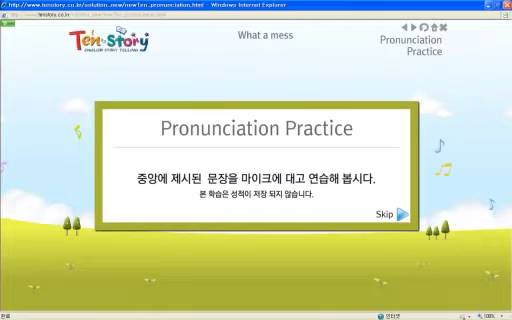 http://www.tenstory.co.kr/solution_new/newTen_pronunciation.html - Windows Internet Explorer
Ten Story
ENGLISH STORY TELLING
What a mess
Pronunciation
Practice
Pronunciation Practice
중앙에 제시된 문장을 마이크에 대고 연습해 봅시다.
본 학습은 성적이 저장 되지 않습니다.
Skip
완료
인터넷
100%